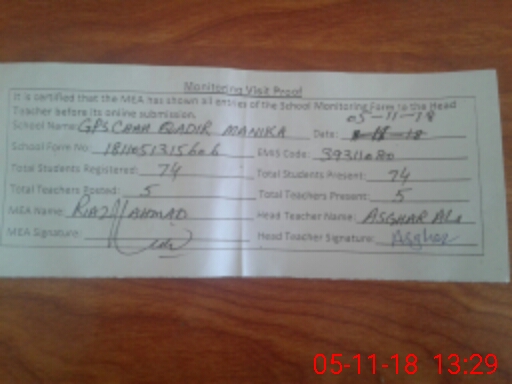 Monitoring Visit Proof
It is certified that the MEA has shown all entries of the School Monitoring Form to the Head
Teacher before its online submission.
05-11-18
School Name: GPS CHAH QADIR MANIKA Date:
School Form No: EMIS Code:
Total Students Registered: 74 Total Students Present: 74
Total Teachers Posted: 5 Total Teachers Present: 5
MEA Name: RIAZ AHMAD Head Teacher Name: ASGHAR ALI
MEA Signature: Head Teacher Signature: Asghar
05-11-18 13:29